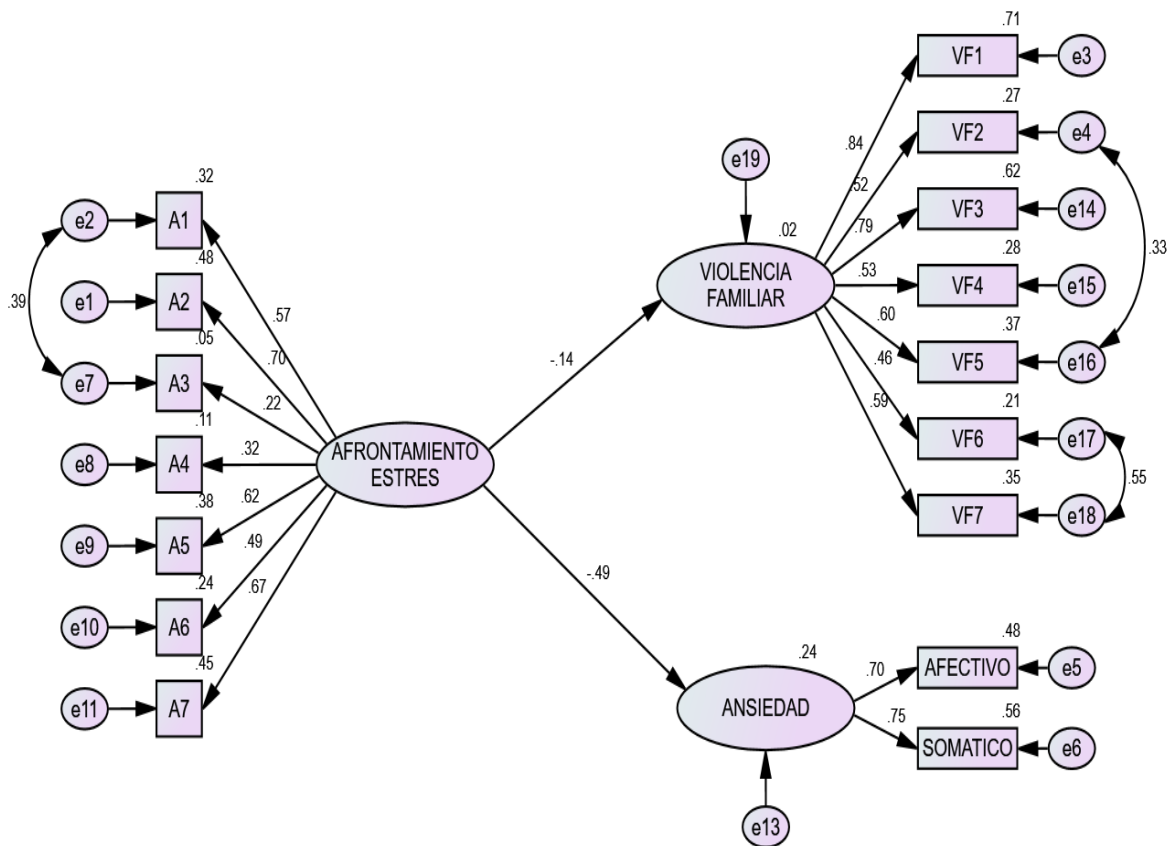 .71
VF1
e3
.27
VF2
e4
.84
e19
.62
.52
VF3
e14
.32
A1
e2
.79
.02
.28
.33
VIOLENCIA
FAMILIAR
.53
VF4
e15
.48
A2
e1
.39
.57
.60
.37
VF5
e16
.05
.70
-.14
.46
A3
e7
.22
.59
.21
VF6
e17
.11
.32
A4
e8
AFRONTAMIENTO
ESTRES
.35
.55
.38
.62
VF7
e18
A5
e9
.49
-.49
.24
.67
A6
e10
.48
.24
.70
AFECTIVO
e5
.45
A7
e11
ANSIEDAD
.75
.56
SOMATICO
e6
e13